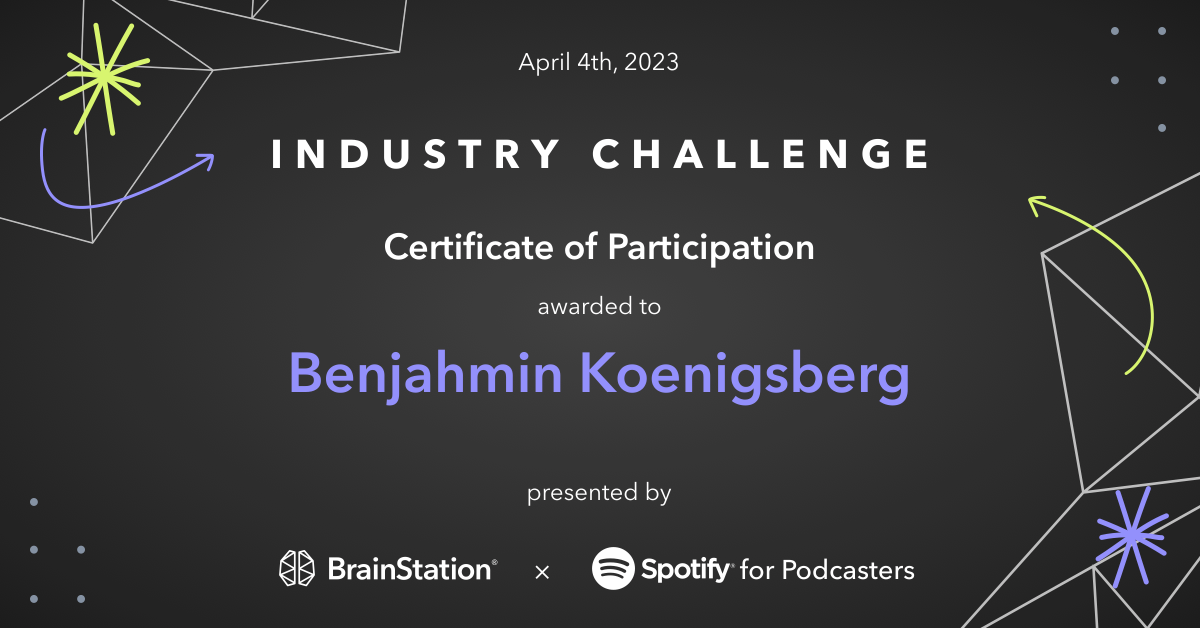 April 4th, 2023
INDUSTRY CHALLENGE
Certificate of Participation
awarded to
Benjahmin Koenigsberg
presented by
BrainStation® × Spotify® for Podcasters